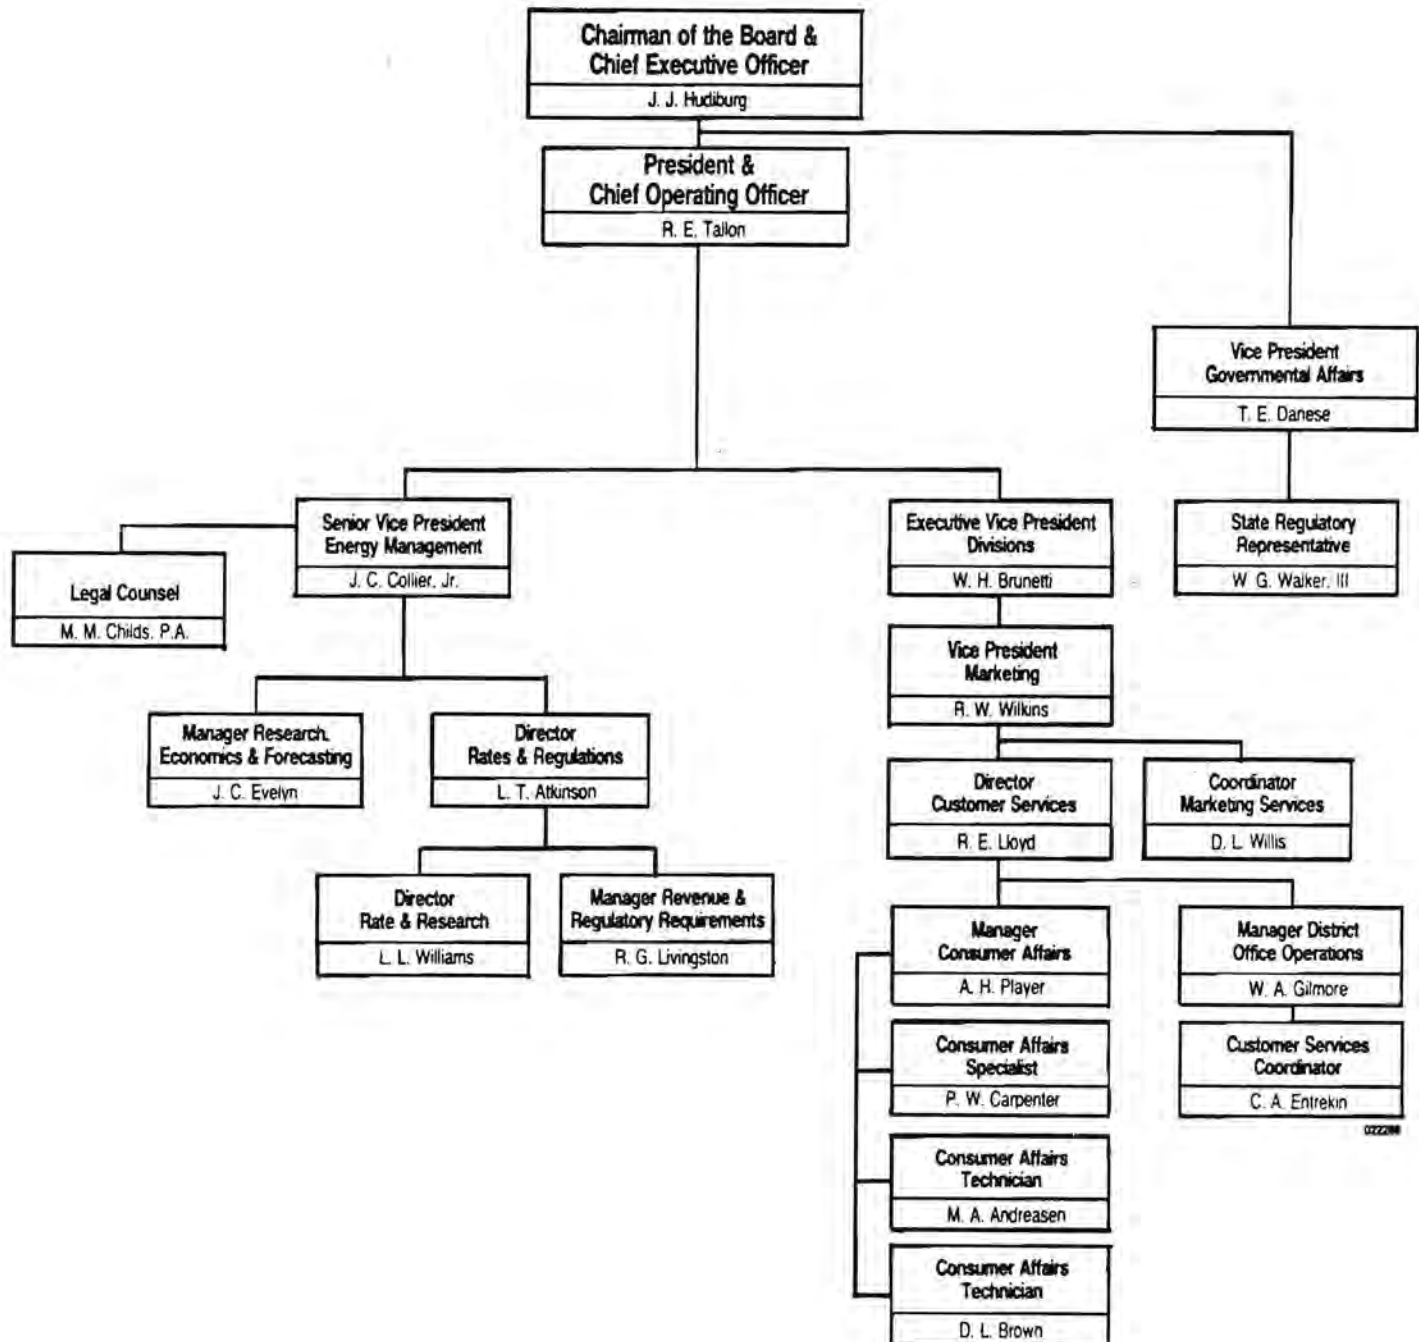 Chairman of the Board &
Chief Executive Officer
J. J. Hudiburg
President &
Chief Operating Officer
R. E. Tallon
Vice President
Governmental Affairs
T. E. Danese
Senior Vice President
Energy Management
J. C. Collier, Jr.
Executive Vice President
Divisions
W. H. Brunetti
State Regulatory
Representative
W. G. Walker, III
Legal Counsel
M. M. Childs, P.A.
Vice President
Marketing
R. W. Wilkins
Manager Research,
Economics & Forecasting
J. C. Evelyn
Director
Rates & Regulations
L. T. Atkinson
Director
Customer Services
R. E. Lloyd
Coordinator
Marketing Services
D. L. Willis
Director
Rate & Research
L. L. Williams
Manager Revenue &
Regulatory Requirements
R. G. Livingston
Manager
Consumer Affairs
A. H. Player
Manager District
Office Operations
W. A. Gilmore
Consumer Affairs
Specialist
P. W. Carpenter
Customer Services
Coordinator
C. A. Entrekin
022288
Consumer Affairs
Technician
M. A. Andreasen
Consumer Affairs
Technician
D. L. Brown